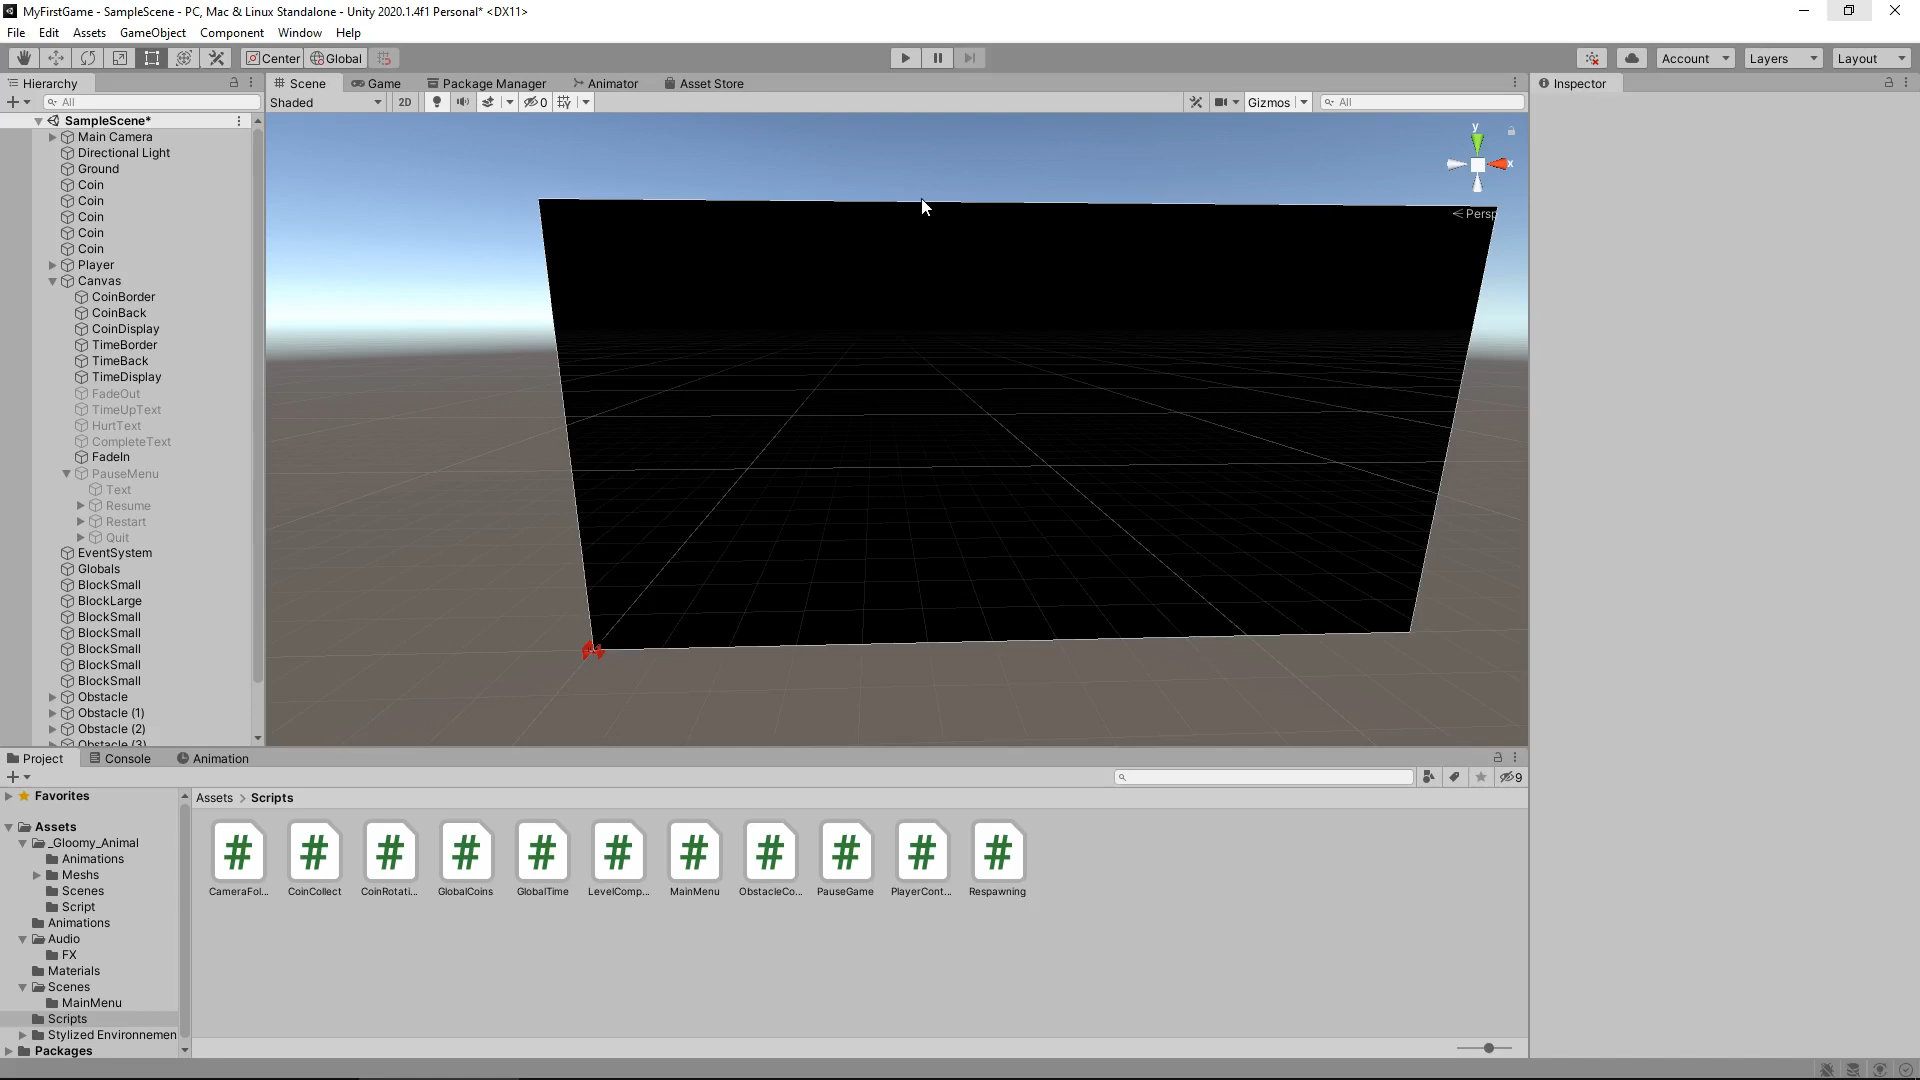 MyFirstGame - SampleScene - PC, Mac & Linux Standalone - Unity 2020.1.4f1 Personal* <DX11>
File Edit Assets GameObject Component Window Help
Center Global Account Layers Layout
Hierarchy
All
SampleScene*
Main Camera
Directional Light
Ground
Coin
Coin
Coin
Coin
Coin
Player
Canvas
CoinBorder
CoinBack
CoinDisplay
TimeBorder
TimeBack
TimeDisplay
FadeOut
TimeUpText
HurtText
CompleteText
FadeIn
PauseMenu
Text
Resume
Restart
Quit
EventSystem
Globals
BlockSmall
BlockLarge
BlockSmall
BlockSmall
BlockSmall
BlockSmall
BlockSmall
Obstacle
Obstacle (1)
Obstacle (2)
Obstacle (3)
Scene Game Package Manager Animator Asset Store
Shaded 2D 0 Gizmos All
y
x
Persp
Inspector
Project Console Animation
9
Favorites
Assets
_Gloomy_Animal
Animations
Meshs
Scenes
Script
Animations
Audio
FX
Materials
Scenes
MainMenu
Scripts
Stylized Environnemen
Packages
Assets > Scripts
CameraFol... CoinCollect CoinRotati... GlobalCoins GlobalTime LevelComp... MainMenu ObstacleCo... PauseGame PlayerCont... Respawning